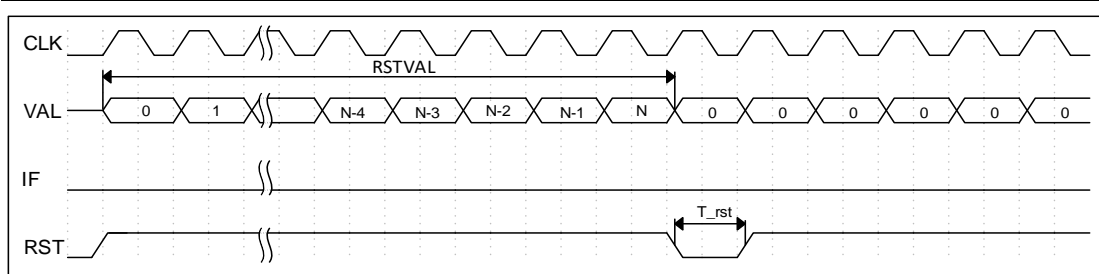 CLK
RSTVAL
VAL 0 1 N-4 N-3 N-2 N-1 N 0 0 0 0 0 0
IF
T_rst
RST